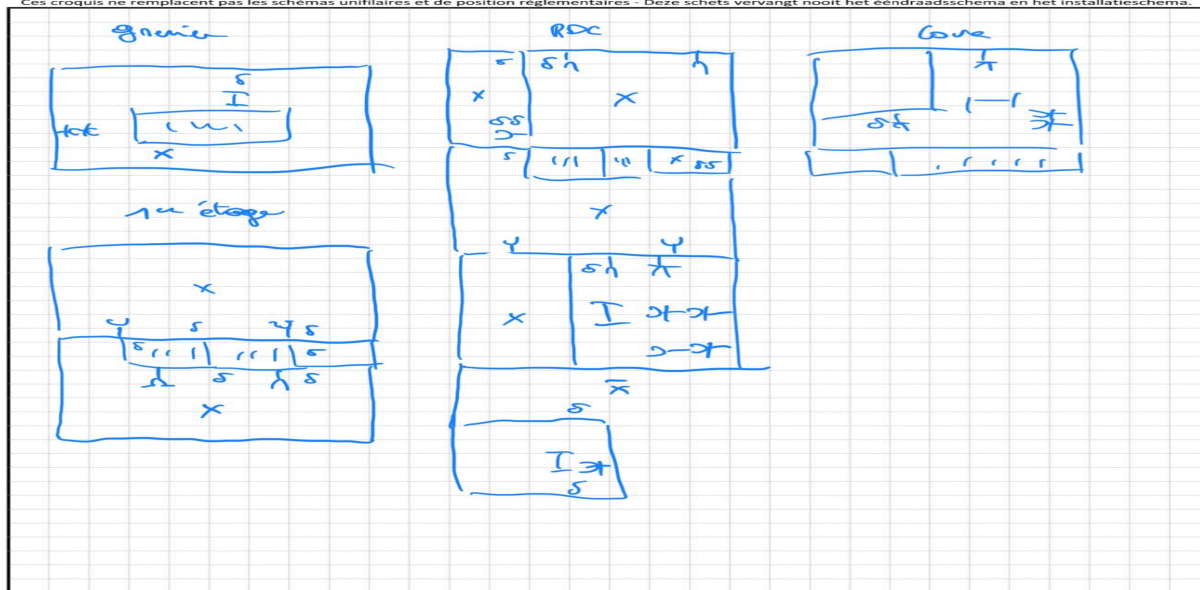 Ces croquis ne remplacent pas les schémas unifilaires et de position réglementaires - Deze schets vervangt nooit het eendraadsschema en het installatieschema.
grenier
RDC
Cave
1er étage